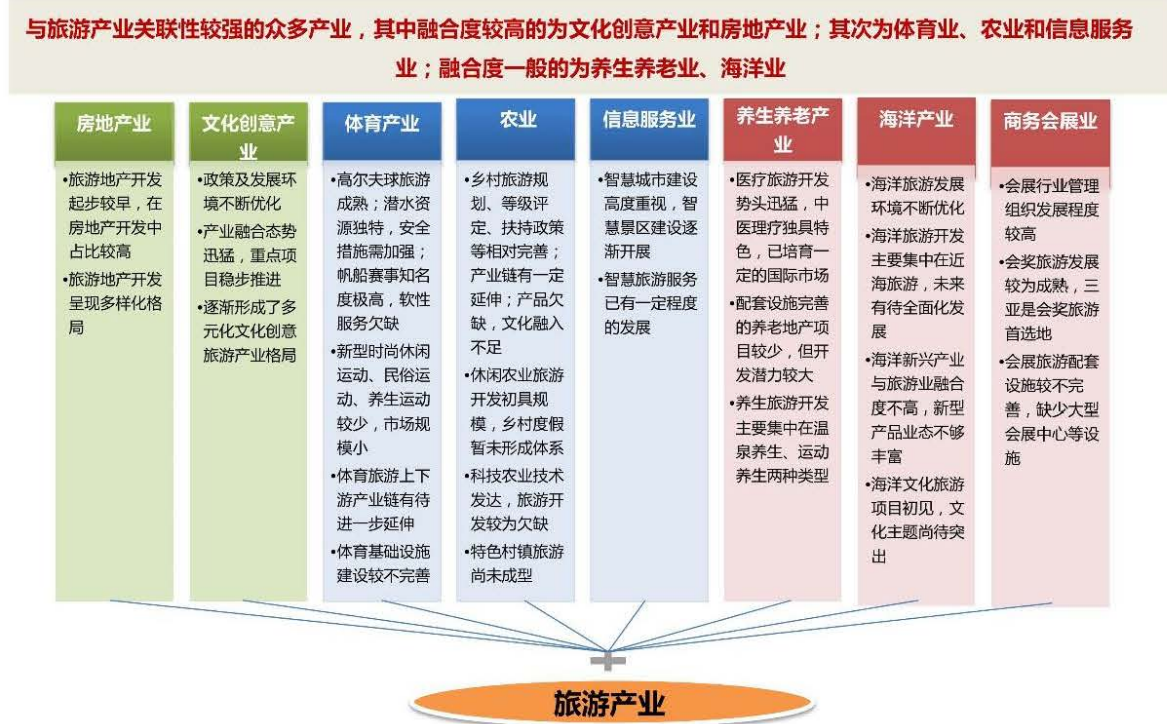 与旅游产业关联性较强的众多产业，其中融合度较高的为文化创意产业和房地产业；其次为体育业、农业和信息服务
业；融合度一般的为养生养老业、海洋业
房地产业
•旅游地产开发
起步较早，在
房地产开发中
占比较高
•旅游地产开发
呈现多样化格
局
文化创意产
业
•政策及发展环
境不断优化
•产业融合态势
迅猛，重点项
目稳步推进
•逐渐形成了多
元化文化创意
旅游产业格局
体育产业
•高尔夫球旅游
成熟；潜水资
源独特，安全
措施需加强；
帆船赛事知名
度极高，软性
服务欠缺
•新型时尚休闲
运动、民俗运
动、养生运动
较少，市场规
模小
•体育旅游上下
游产业链有待
进一步延伸
•体育基础设施
建设较不完善
农业
•乡村旅游规
划、等级评
定、扶持政策
等相对完善；
产业链有一定
延伸；产品欠
缺，文化融入
不足
•休闲农业旅游
开发初具规
模，乡村度假
暂未形成体系
•科技农业技术
发达，旅游开
发较为欠缺
•特色村镇旅游
尚未成型
信息服务业
•智慧城市建设
高度重视，智
慧景区建设逐
渐开展
•智慧旅游服务
已有一定程度
的发展
养生养老产
业
•医疗旅游开发
势头迅猛，中
医理疗独具特
色，已培育一
定的国际市场
•配套设施完善
的养老地产项
目较少，但开
发潜力较大
•养生旅游开发
主要集中在温
泉养生、运动
养生两种类型
海洋产业
•海洋旅游发展
环境不断优化
•海洋旅游开发
主要集中在近
海旅游，未来
有待全面化发
展
•海洋新兴产业
与旅游业融合
度不高，新型
产品业态不够
丰富
•海洋文化旅游
项目初见，文
化主题尚待突
出
商务会展业
•会展行业管理
组织发展程度
较高
•会奖旅游发展
较为成熟，三
亚是会奖旅游
首选地
•会展旅游配套
设施较不完
善，缺少大型
会展中心等设
施
旅游产业